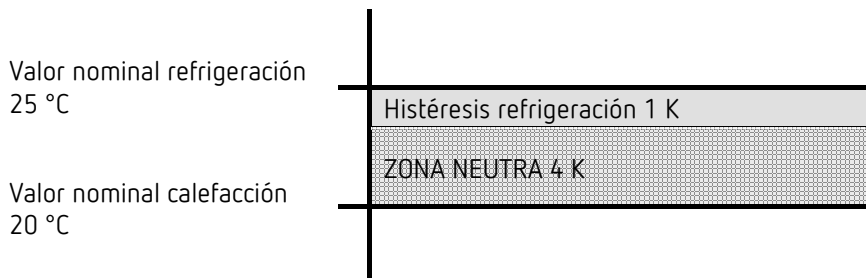 Valor nominal refrigeración
25 °C
Histéresis refrigeración 1 K
ZONA NEUTRA 4 K
Valor nominal calefacción
20 °C